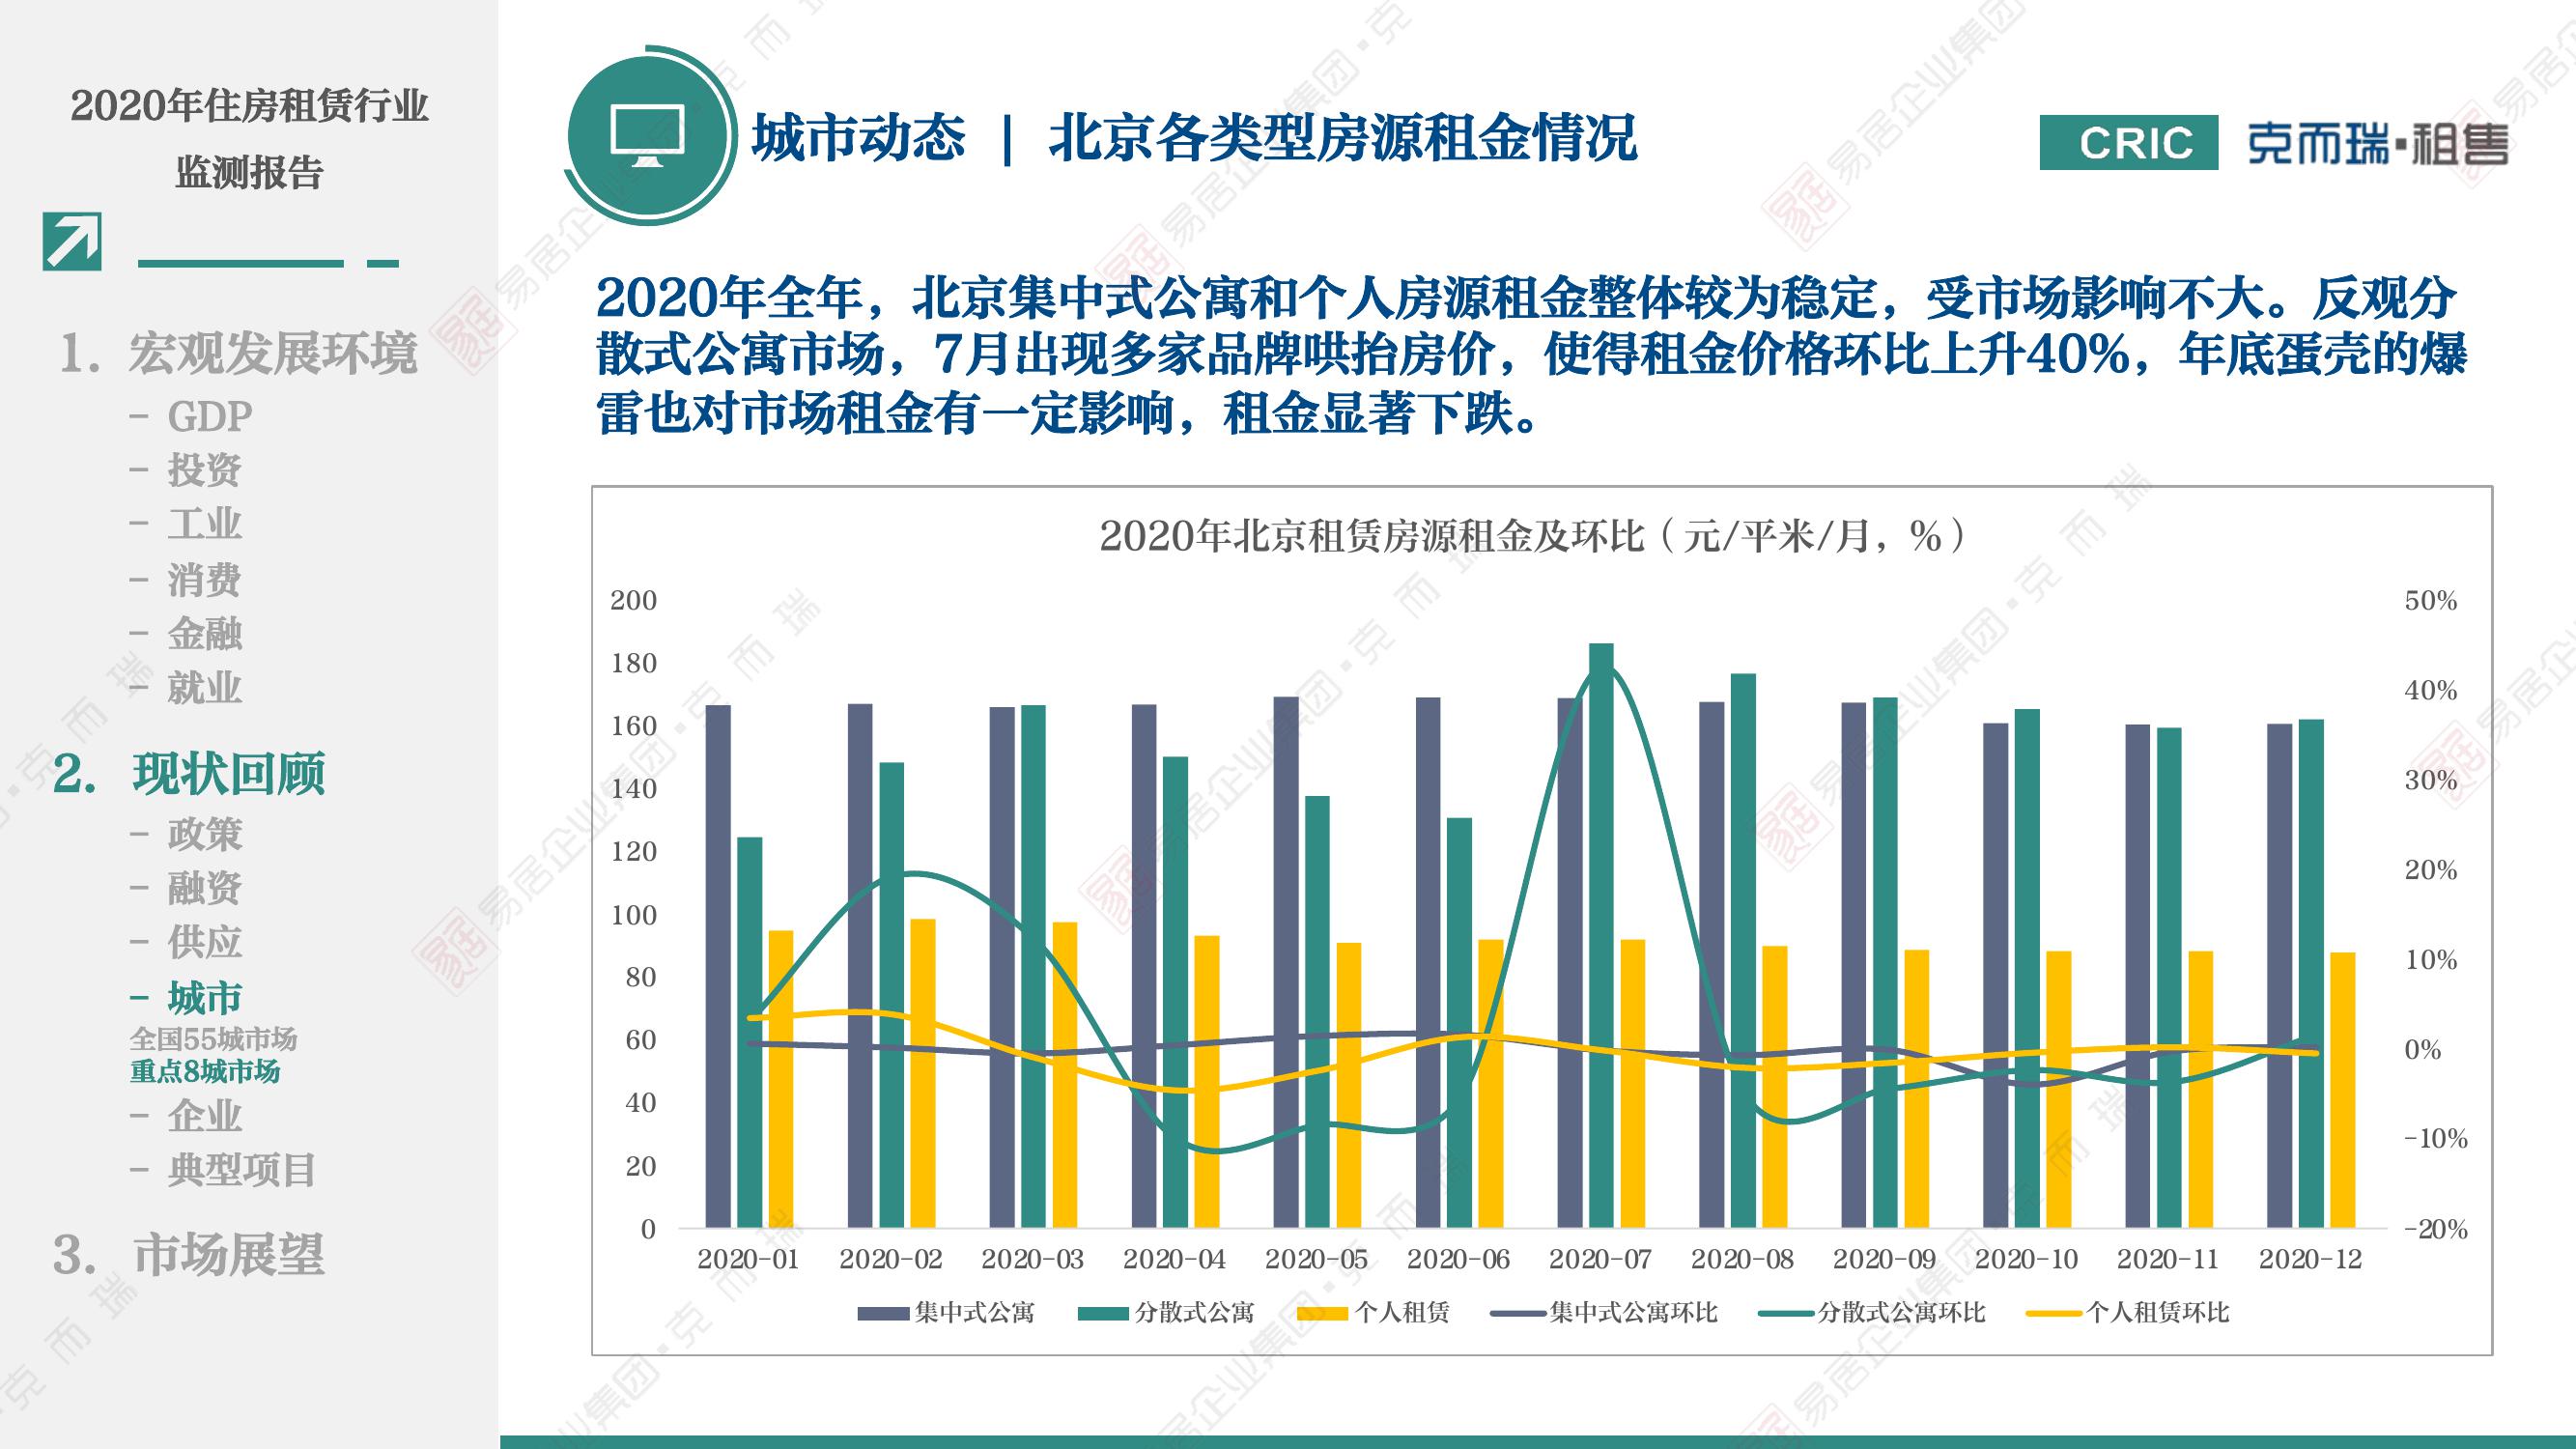 2020年住房租赁行业
监测报告
1. 宏观发展环境
– GDP
– 投资
– 工业
– 消费
– 金融
– 就业
2. 现状回顾
– 政策
– 融资
– 供应
– 城市
全国55城市场
重点8城市场
– 企业
– 典型项目
3. 市场展望
城市动态 | 北京各类型房源租金情况
CRIC 克而瑞·租售
2020年全年，北京集中式公寓和个人房源租金整体较为稳定，受市场影响不大。反观分
散式公寓市场，7月出现多家品牌哄抬房价，使得租金价格环比上升40%，年底蛋壳的爆
雷也对市场租金有一定影响，租金显著下跌。
2020年北京租赁房源租金及环比（元/平米/月，%）
200
180
160
140
120
100
80
60
40
20
0
50%
40%
30%
20%
10%
0%
-10%
-20%
2020-01 2020-02 2020-03 2020-04 2020-05 2020-06 2020-07 2020-08 2020-09 2020-10 2020-11 2020-12
集中式公寓 分散式公寓 个人租赁 集中式公寓环比 分散式公寓环比 个人租赁环比
易居企业集团·克而瑞